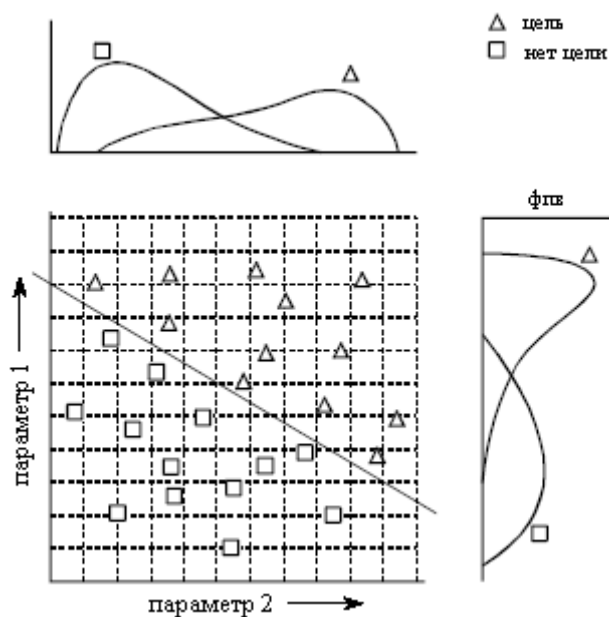 цель
нет цели
фпв
параметр 1
параметр 2